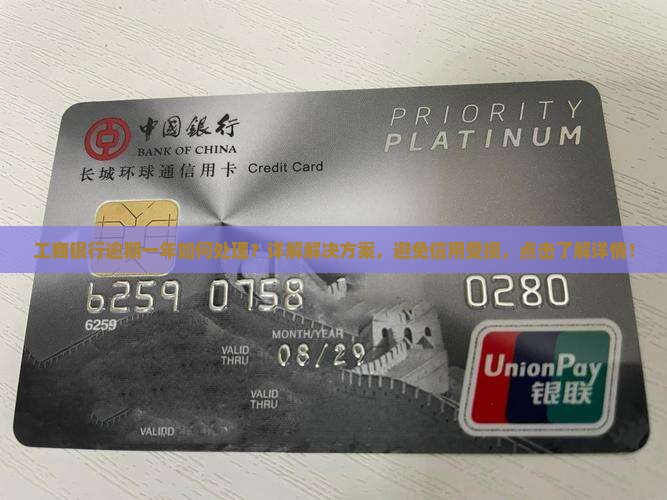 中国银行
BANK OF CHINA
长城环球通信用卡 Credit Card
PRIORITY
PLATINUM
工商银行逾期一年如何处理？详解解决方案，避免信用受损，点击了解详情！
6259 0758 0280
6259
MONTH/YEAR
VALID
THRU
08/29
VALID
THRU
VALID D
UnionPay
银联